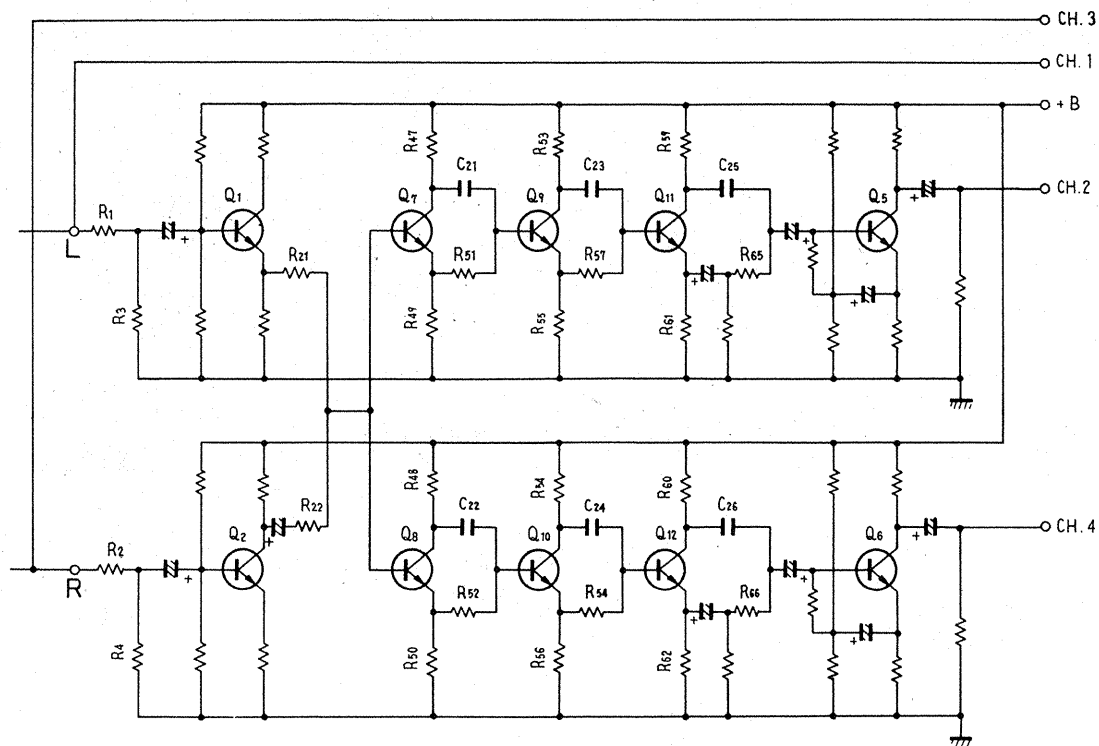 CH. 3
CH. 1
+ B
R47
R53
R59
C21
C23
C25
CH.2
Q1
Q7
Q9
Q11
Q5
R1
+
+
+
L
R21
R51
R57
R65
+
+
R3
R49
R55
R61
R48
R54
R60
R22
C22
C24
C26
CH.4
Q2
+
Q8
Q10
Q12
Q6
R2
+
+
+
R
R52
R54
R66
+
+
R4
R50
R56
R62